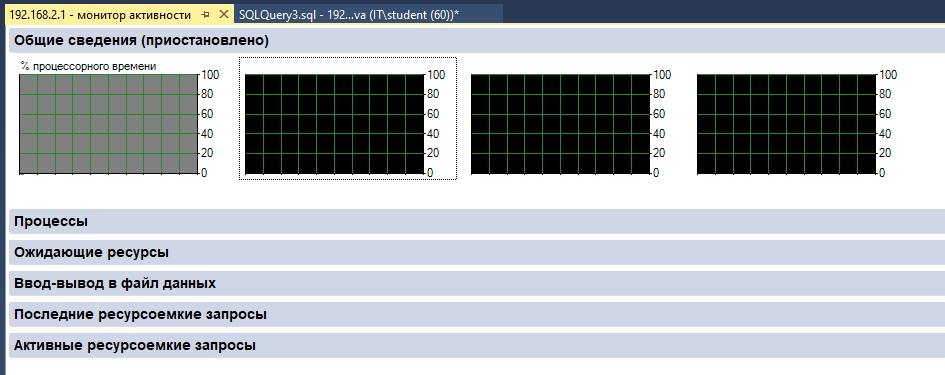 192.168.2.1 - монитор активности
SQLQuery3.sql - 192...va (IT\student (60))*
Общие сведения (приостановлено)
% процессорного времени
100
80
60
40
20
0
100
80
60
40
20
0
100
80
60
40
20
0
100
80
60
40
20
0
Процессы
Ожидающие ресурсы
Ввод-вывод в файл данных
Последние ресурсоемкие запросы
Активные ресурсоемкие запросы